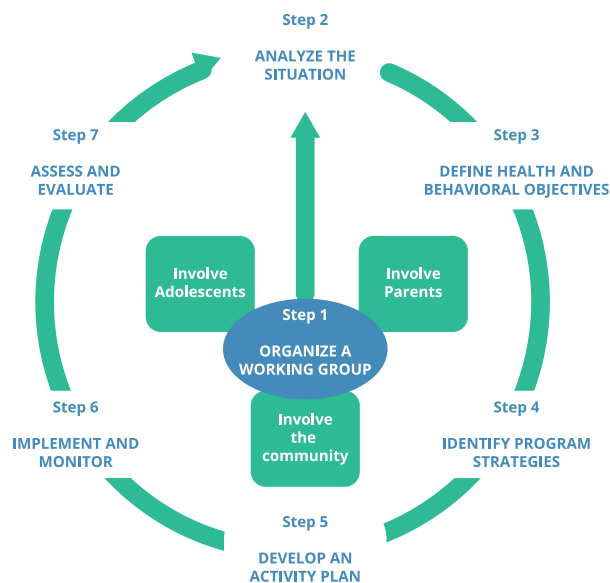 Step 2
ANALYZE THE
SITUATION
Step 3
DEFINE HEALTH AND
BEHAVIORAL OBJECTIVES
Step 4
IDENTIFY PROGRAM
STRATEGIES
Step 5
DEVELOP AN
ACTIVITY PLAN
Step 6
IMPLEMENT AND
MONITOR
Step 7
ASSESS AND
EVALUATE
Involve
Adolescents
Involve
Parents
Step 1
ORGANIZE A
WORKING GROUP
Involve
the
community